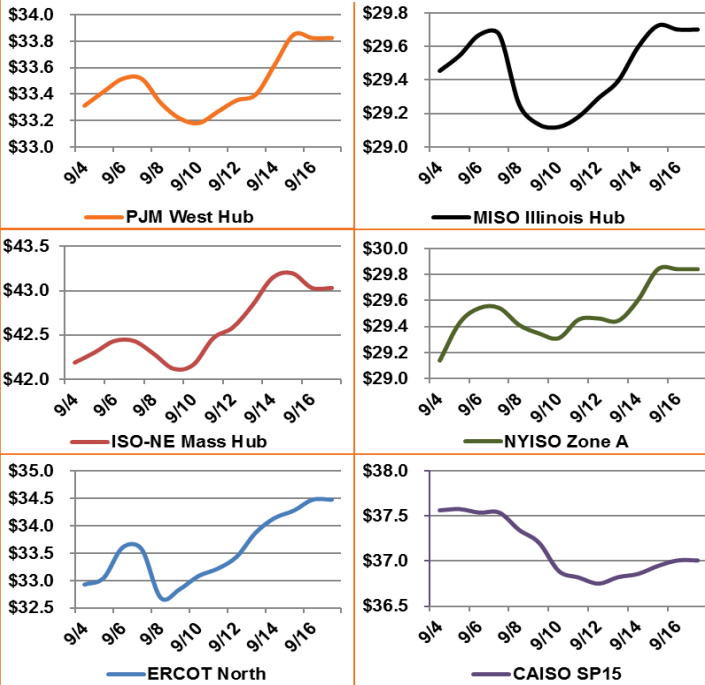 $34.0
$33.8
$33.6
$33.4
$33.2
$33.0
9/4 9/6 9/8 9/10 9/12 9/14 9/16
PJM West Hub
$29.8
$29.6
$29.4
$29.2
$29.0
9/4 9/6 9/8 9/10 9/12 9/14 9/16
MISO Illinois Hub
$43.5
$43.0
$42.5
$42.0
9/4 9/6 9/8 9/10 9/12 9/14 9/16
ISO-NE Mass Hub
$30.0
$29.8
$29.6
$29.4
$29.2
$29.0
9/4 9/6 9/8 9/10 9/12 9/14 9/16
NYISO Zone A
$35.0
$34.5
$34.0
$33.5
$33.0
$32.5
9/4 9/6 9/8 9/10 9/12 9/14 9/16
ERCOT North
$38.0
$37.5
$37.0
$36.5
9/4 9/6 9/8 9/10 9/12 9/14 9/16
CAISO SP15